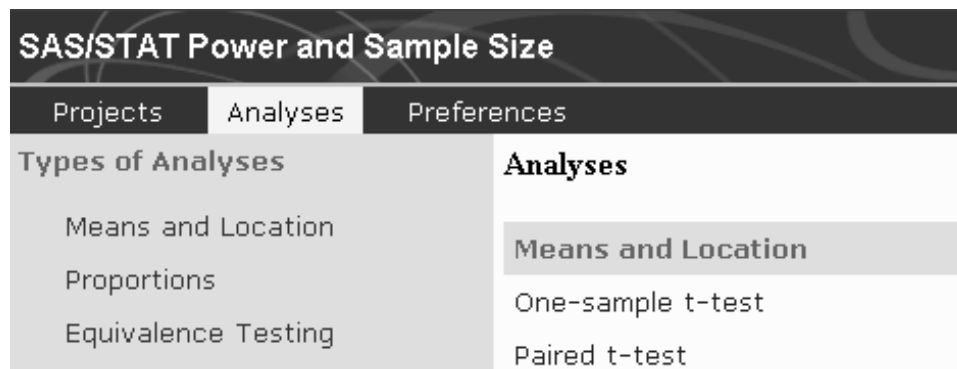 SAS/STAT Power and Sample Size
Projects Analyses Preferences
Types of Analyses
Means and Location
Proportions
Equivalence Testing
Analyses
Means and Location
One-sample t-test
Paired t-test